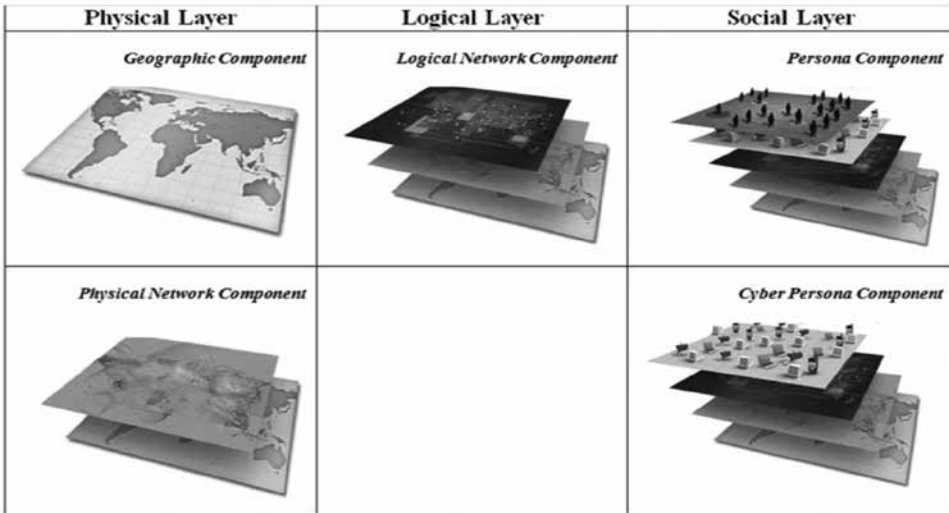 Physical Layer
Logical Layer
Social Layer
Geographic Component
Logical Network Component
Persona Component
Physical Network Component
Cyber Persona Component